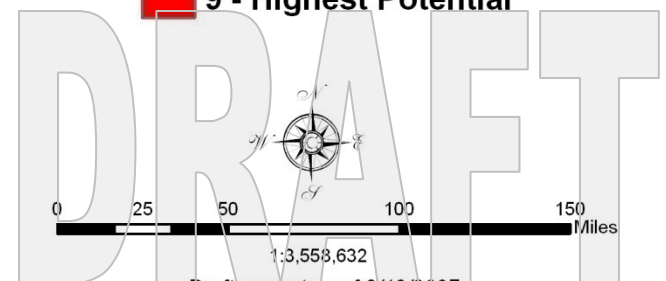 9 - Highest Potential
DRAFT
N
W E
S
0 25 50 100 150
Miles
1:3,558,632